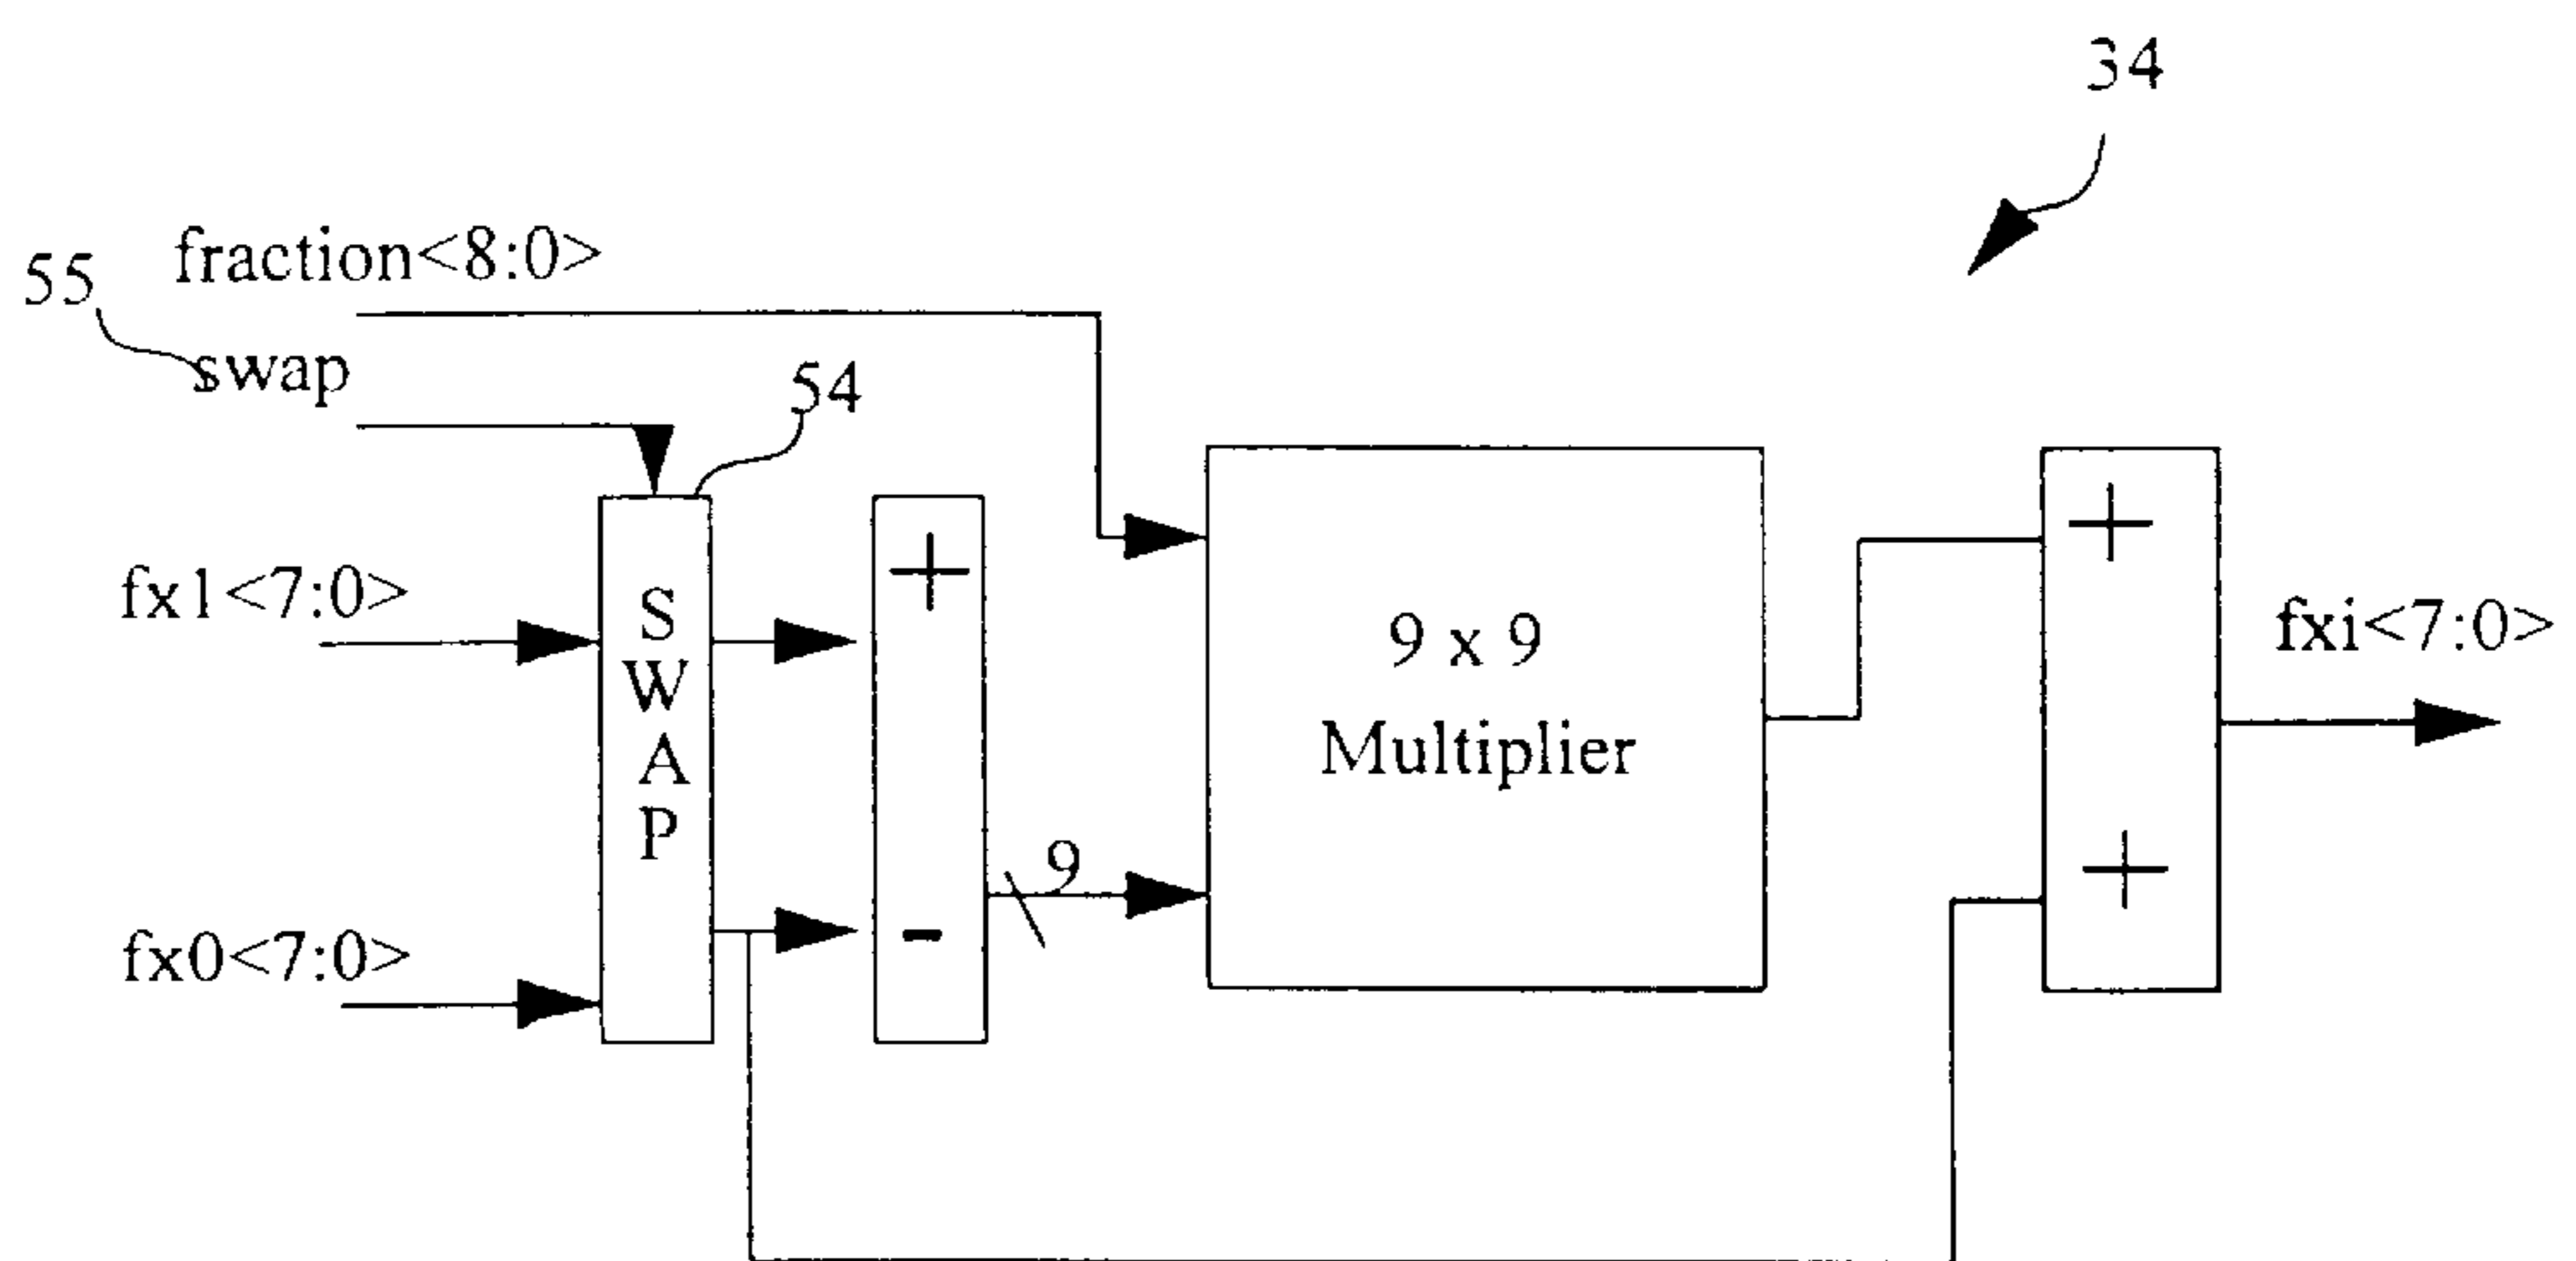 34
fraction<8:0>
55
swap
54
fx1<7:0>
fx0<7:0>
S
W
A
P
+
-
9
9 x 9
Multiplier
+
+
fxi<7:0>